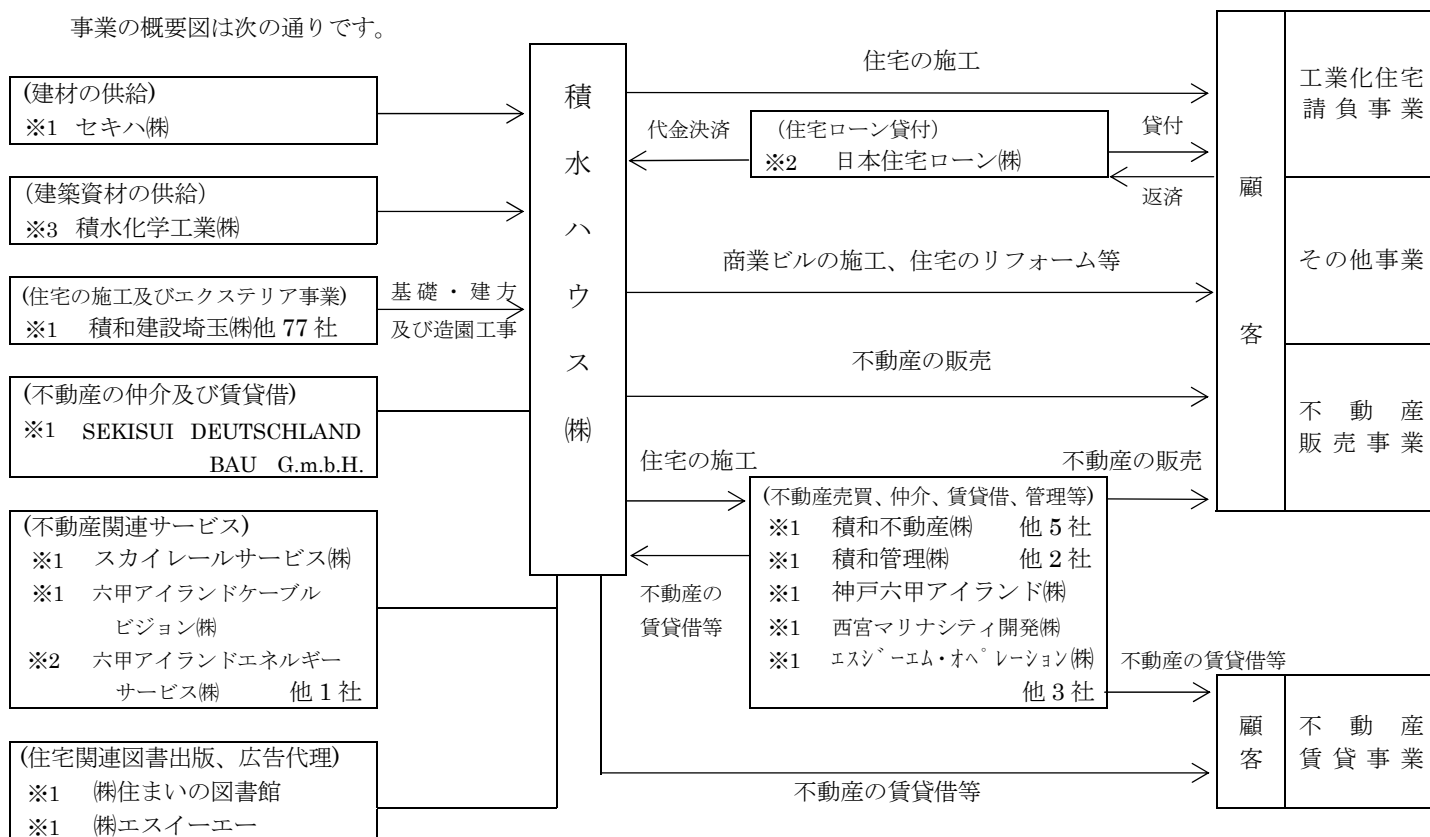 事業の概要図は次の通りです。
(建材の供給)
※1 セキハ㈱
(建築資材の供給)
※3 積水化学工業㈱
(住宅の施工及びエクステリア事業)
※1 積和建設埼玉㈱他 77 社
基礎・建方
及び造園工事
(不動産の仲介及び賃貸借)
※1 SEKISUI DEUTSCHLAND
BAU G.m.b.H.
(不動産関連サービス)
※1 スカイレールサービス㈱
※1 六甲アイランドケーブル
ビジョン㈱
※2 六甲アイランドエネルギー
サービス㈱ 他 1 社
(住宅関連図書出版、広告代理)
※1 ㈱住まいの図書館
※1 ㈱エスイーエー
積水ハウス㈱
住宅の施工
代金決済
(住宅ローン貸付)
※2 日本住宅ローン㈱
貸付
返済
商業ビルの施工、住宅のリフォーム等
不動産の販売
住宅の施工
不動産の販売
(不動産売買、仲介、賃貸借、管理等)
※1 積和不動産㈱ 他 5 社
※1 積和管理㈱ 他 2 社
※1 神戸六甲アイランド㈱
※1 西宮マリナシティ開発㈱
※1 エスジーエム・オペレーション㈱
他 3 社
不動産の
賃貸借等
不動産の賃貸借等
不動産の賃貸借等
顧客
工業化住宅
請負事業
その他事業
不動産
販売事業
顧客
不動産
賃貸事業